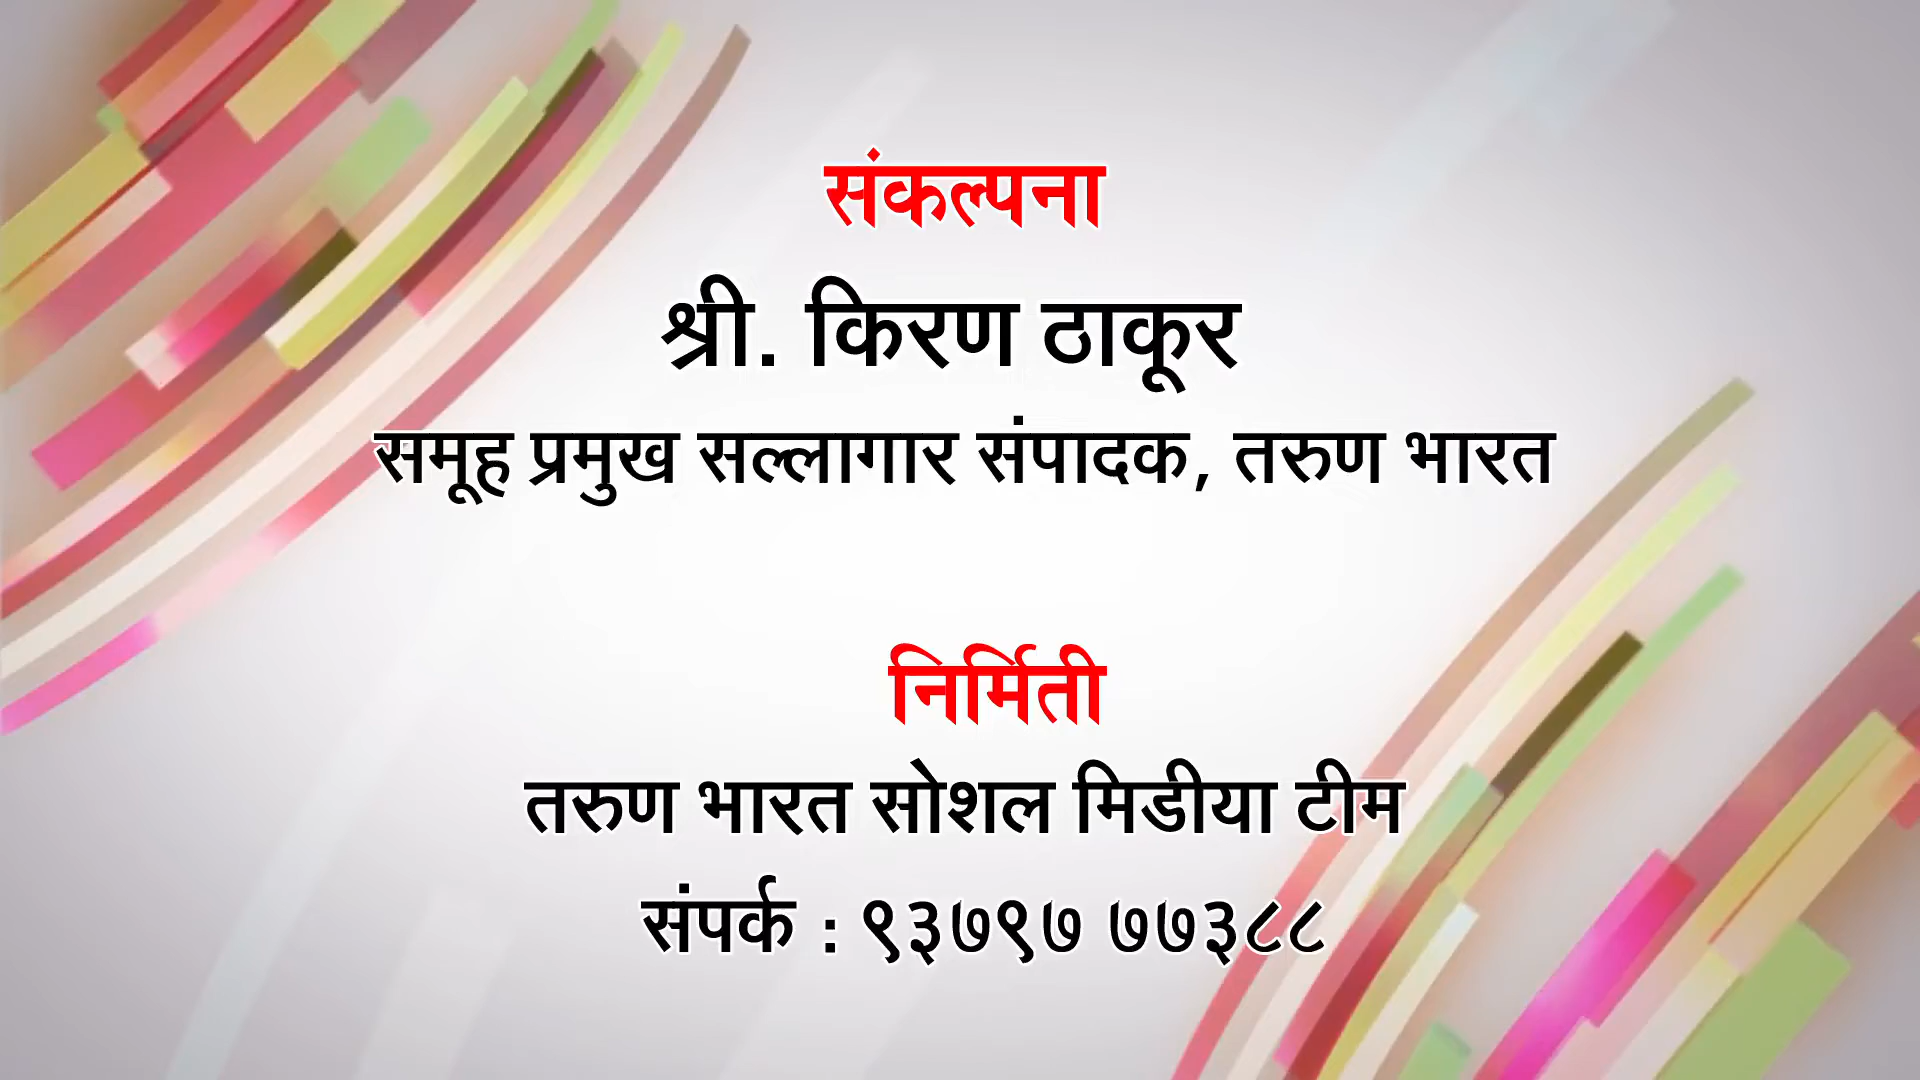 संकल्पना
श्री. किरण ठाकूर
समूह प्रमुख सल्लागार संपादक, तरुण भारत
निर्मिती
तरुण भारत सोशल मिडीया टीम
संपर्क : ९३७९७ ७७३८८